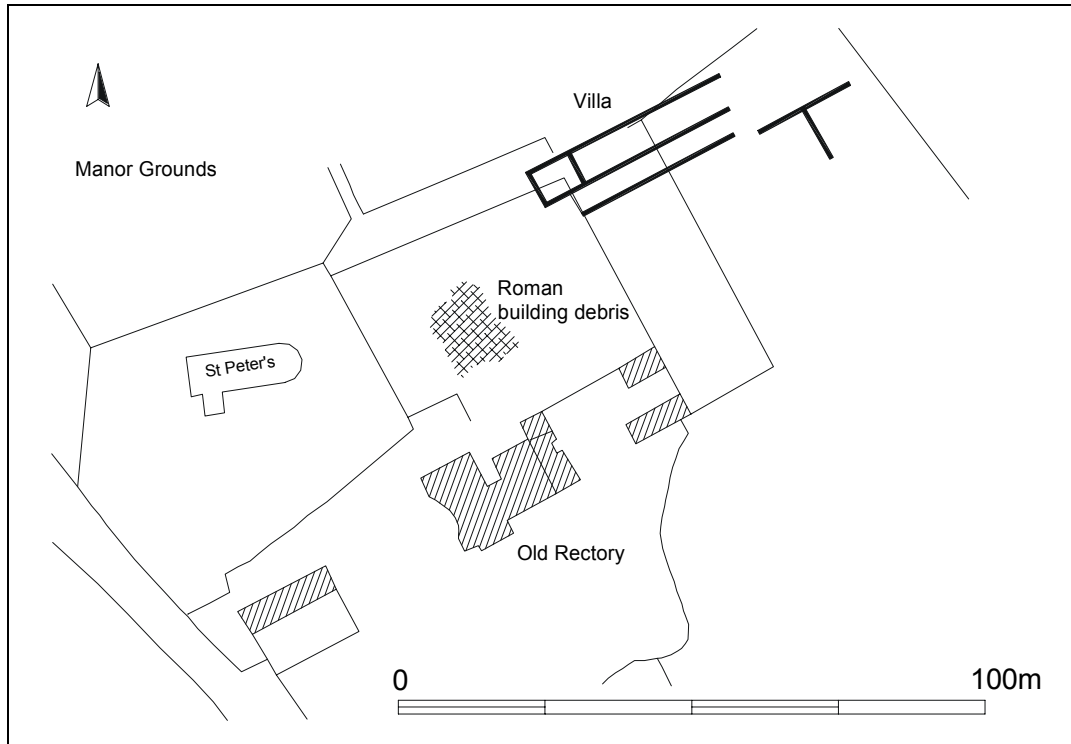 Villa
Manor Grounds
Roman
building debris
St Peter's
Old Rectory
0
100m